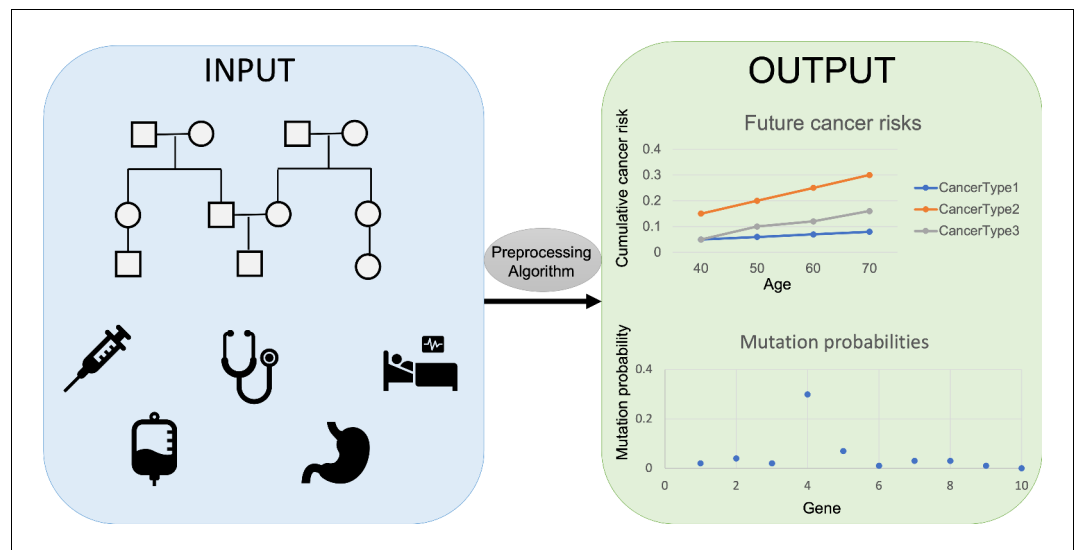 INPUT
Preprocessing
Algorithm
OUTPUT
Future cancer risks
Cumulative cancer risk
0.4
0.3
0.2
0.1
0
40 50 60 70
Age
CancerType1
CancerType2
CancerType3
Mutation probabilities
Mutation probability
0.4
0.2
0
0 2 4 6 8 10
Gene